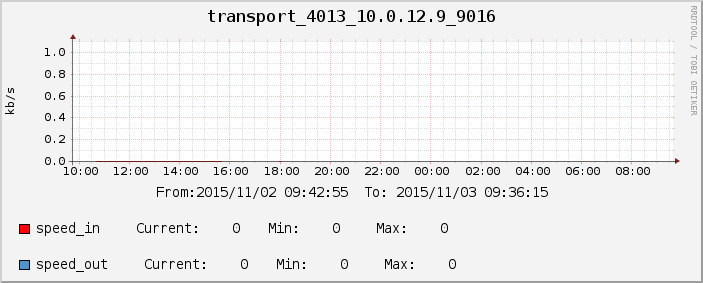 transport_4013_10.0.12.9_9016
RRDTOOL / TOBI OETIKER
kb/s
1.0
0.8
0.6
0.4
0.2
0.0
10:00 12:00 14:00 16:00 18:00 20:00 22:00 00:00 02:00 04:00 06:00 08:00
From:2015/11/02 09:42:55 To: 2015/11/03 09:36:15
speed_in Current: 0 Min: 0 Max: 0
speed_out Current: 0 Min: 0 Max: 0